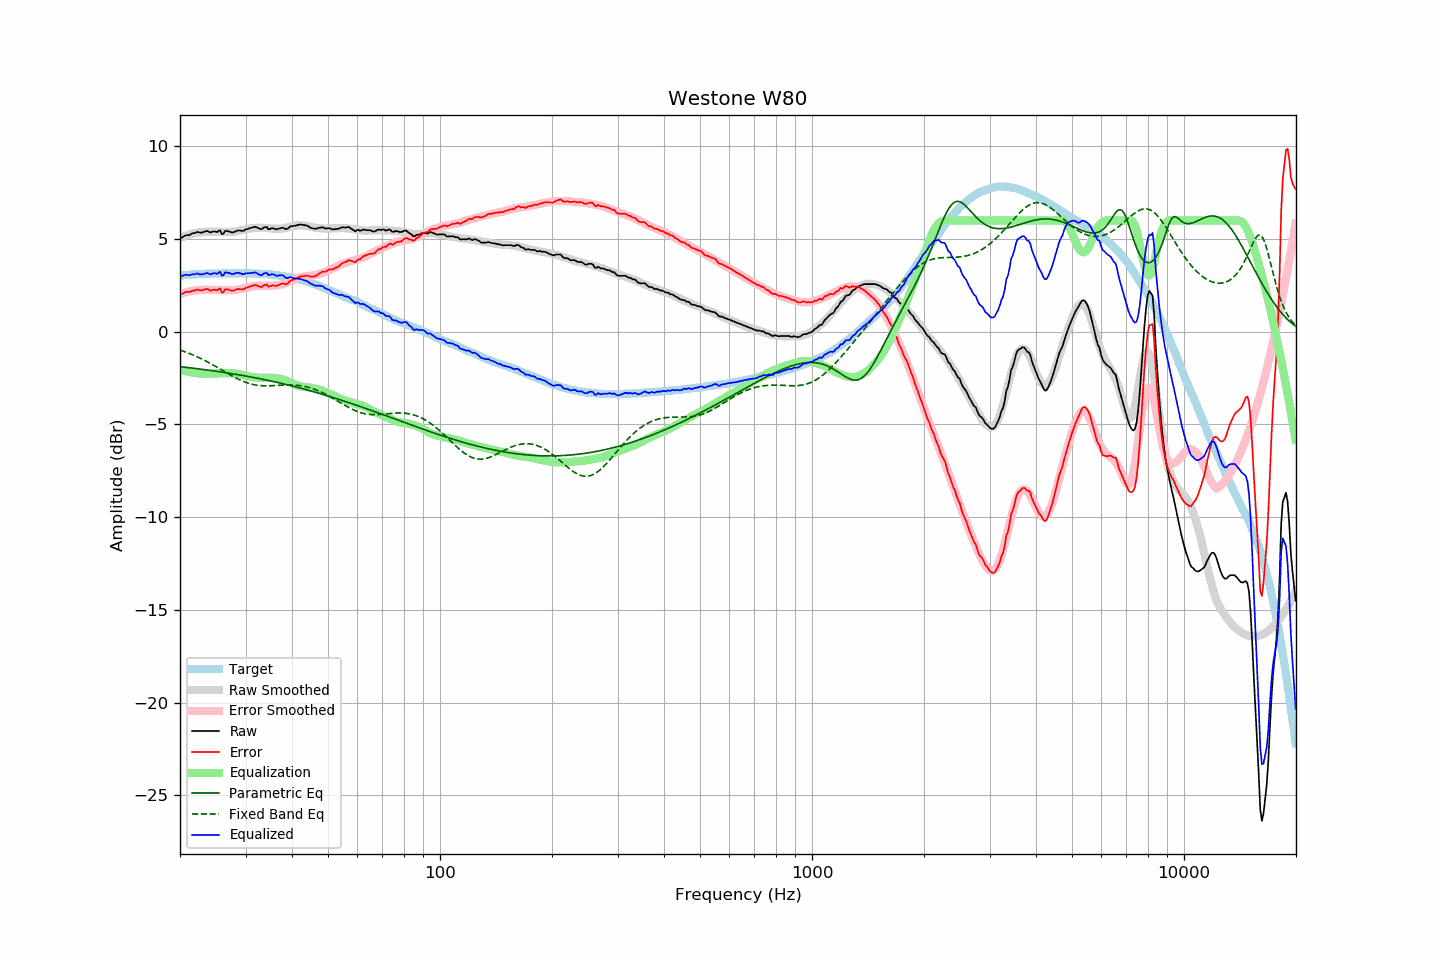 Westone W80
Amplitude (dBr)
10
5
0
−5
−10
−15
−20
−25
Target
Raw Smoothed
Error Smoothed
Raw
Error
Equalization
Parametric Eq
Fixed Band Eq
Equalized
100 1000 10000
Frequency (Hz)